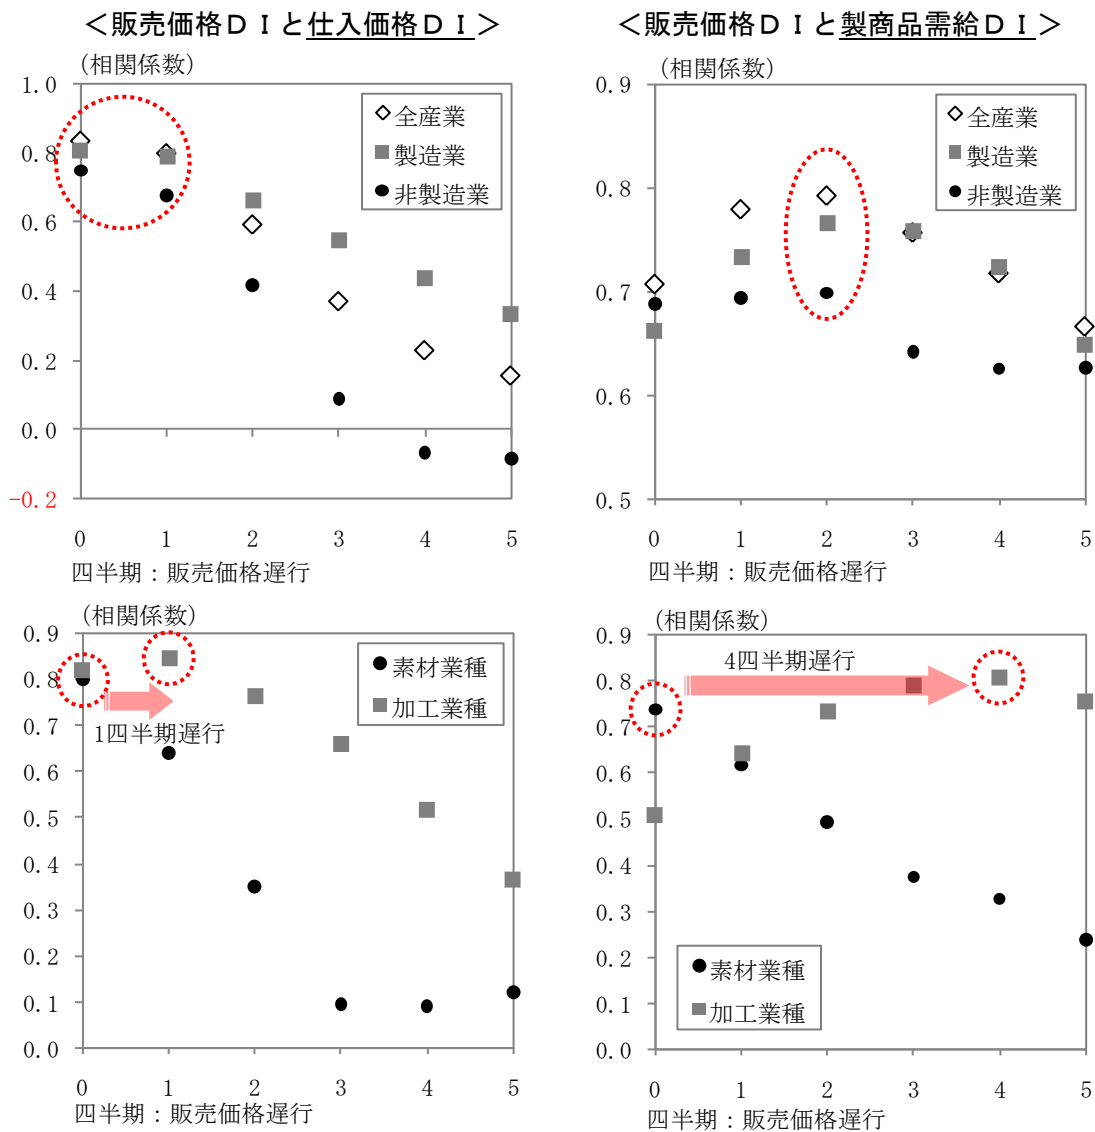 ＜販売価格ＤＩと仕入価格ＤＩ＞
(相関係数)
1.0
0.8
0.6
0.4
0.2
0.0
-0.2
全産業
製造業
非製造業
0 1 2 3 4 5
四半期：販売価格遅行
＜販売価格ＤＩと製商品需給ＤＩ＞
(相関係数)
0.9
0.8
0.7
0.6
0.5
全産業
製造業
非製造業
0 1 2 3 4 5
四半期：販売価格遅行
(相関係数)
0.9
0.8
0.7
0.6
0.5
0.4
0.3
0.2
0.1
0.0
素材業種
加工業種
1四半期遅行
0 1 2 3 4 5
四半期：販売価格遅行
(相関係数)
0.9
0.8
0.7
0.6
0.5
0.4
0.3
0.2
0.1
0.0
4四半期遅行
素材業種
加工業種
0 1 2 3 4 5
四半期：販売価格遅行